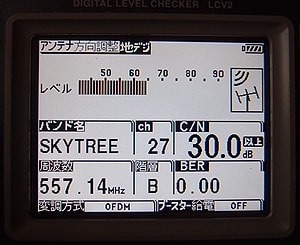 DIGITAL LEVEL CHECKER LCV2
アンテナ方向調整 地デジ
50 60 70 80 90
レベル
バンド名 ch C/N
SKYTREE 27 30.0 以上 dB
周波数 階層 BER
557.14MHz B 0.00
変調方式 OFDM ブースター給電 OFF